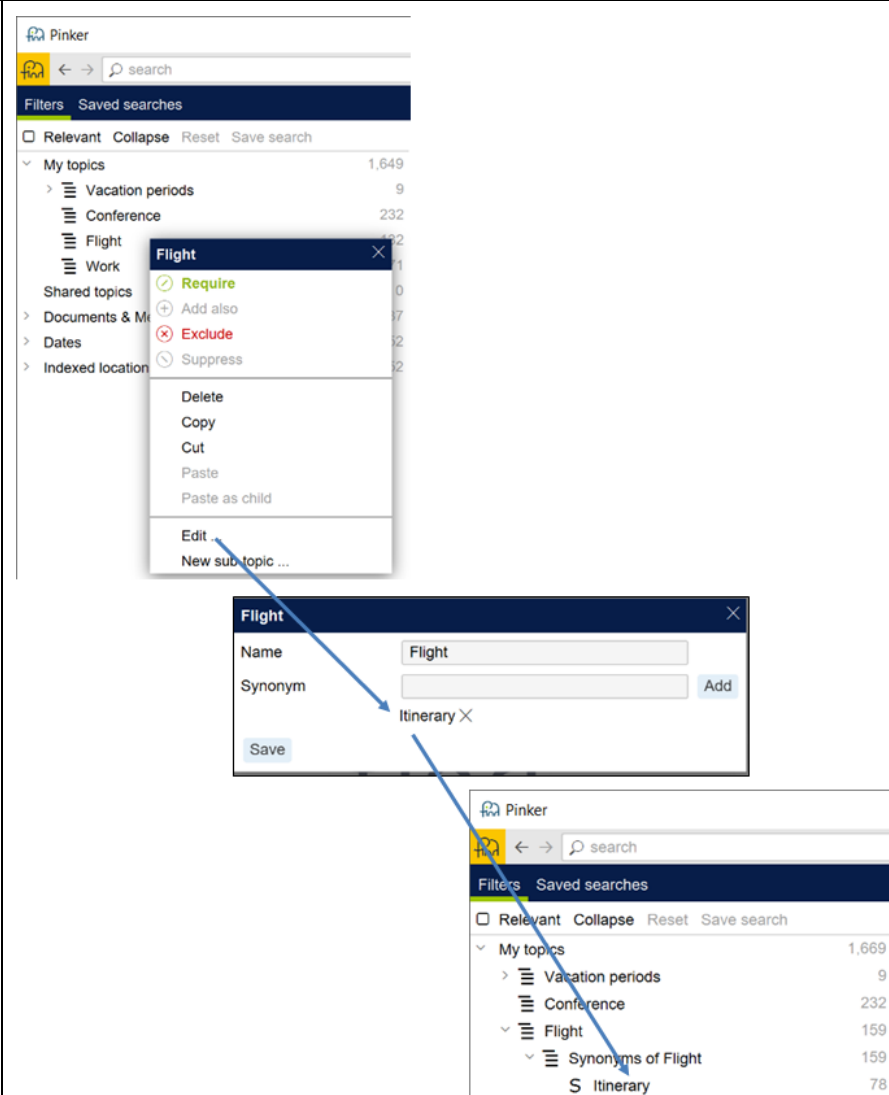 Pinker
search
Filters Saved searches
Relevant Collapse Reset Save search
My topics 1,649
Vacation periods 9
Conference 232
Flight
Work
Shared topics 0
Documents &
Dates
Indexed location
Flight
Require
Add also
Exclude
Suppress
Delete
Copy
Cut
Paste
Paste as child
Edit ...
New sub topic ...
Flight
Name Flight
Synonym Add
Itinerary
Save
Pinker
search
Filters Saved searches
Relevant Collapse Reset Save search
My topics 1,669
Vacation periods 9
Conference 232
Flight 159
Synonyms of Flight 159
S Itinerary 78